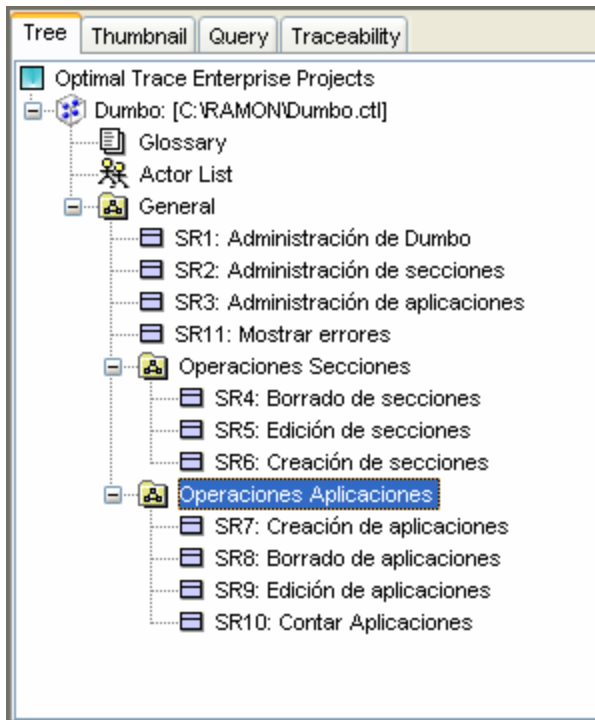 Tree Thumbnail Query Traceability
Optimal Trace Enterprise Projects
Dumbo: [C:\RAMON\Dumbo.ctl]
Glossary
Actor List
General
SR1: Administración de Dumbo
SR2: Administración de secciones
SR3: Administración de aplicaciones
SR11: Mostrar errores
Operaciones Secciones
SR4: Borrado de secciones
SR5: Edición de secciones
SR6: Creación de secciones
Operaciones Aplicaciones
SR7: Creación de aplicaciones
SR8: Borrado de aplicaciones
SR9: Edición de aplicaciones
SR10: Contar Aplicaciones